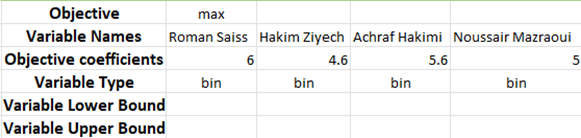 Objective max
Variable Names Roman Saiss Hakim Ziyech Achraf Hakimi Noussair Mazraoui
Objective coefficients 6 4.6 5.6 5
Variable Type bin bin bin bin
Variable Lower Bound
Variable Upper Bound